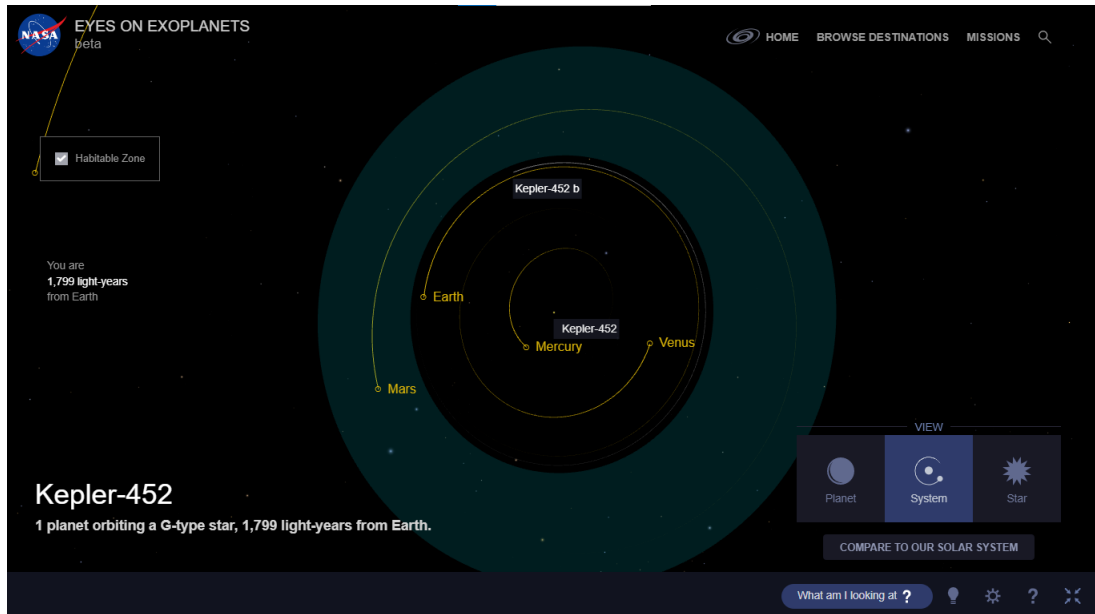 NASA
EYES ON EXOPLANETS
beta
HOME BROWSE DESTINATIONS MISSIONS
Habitable Zone
Kepler-452 b
You are
1,799 light-years
from Earth
Earth
Kepler-452
Mercury
Venus
Mars
VIEW
Planet System Star
Kepler-452
1 planet orbiting a G-type star, 1,799 light-years from Earth.
COMPARE TO OUR SOLAR SYSTEM
What am I looking at ?
?